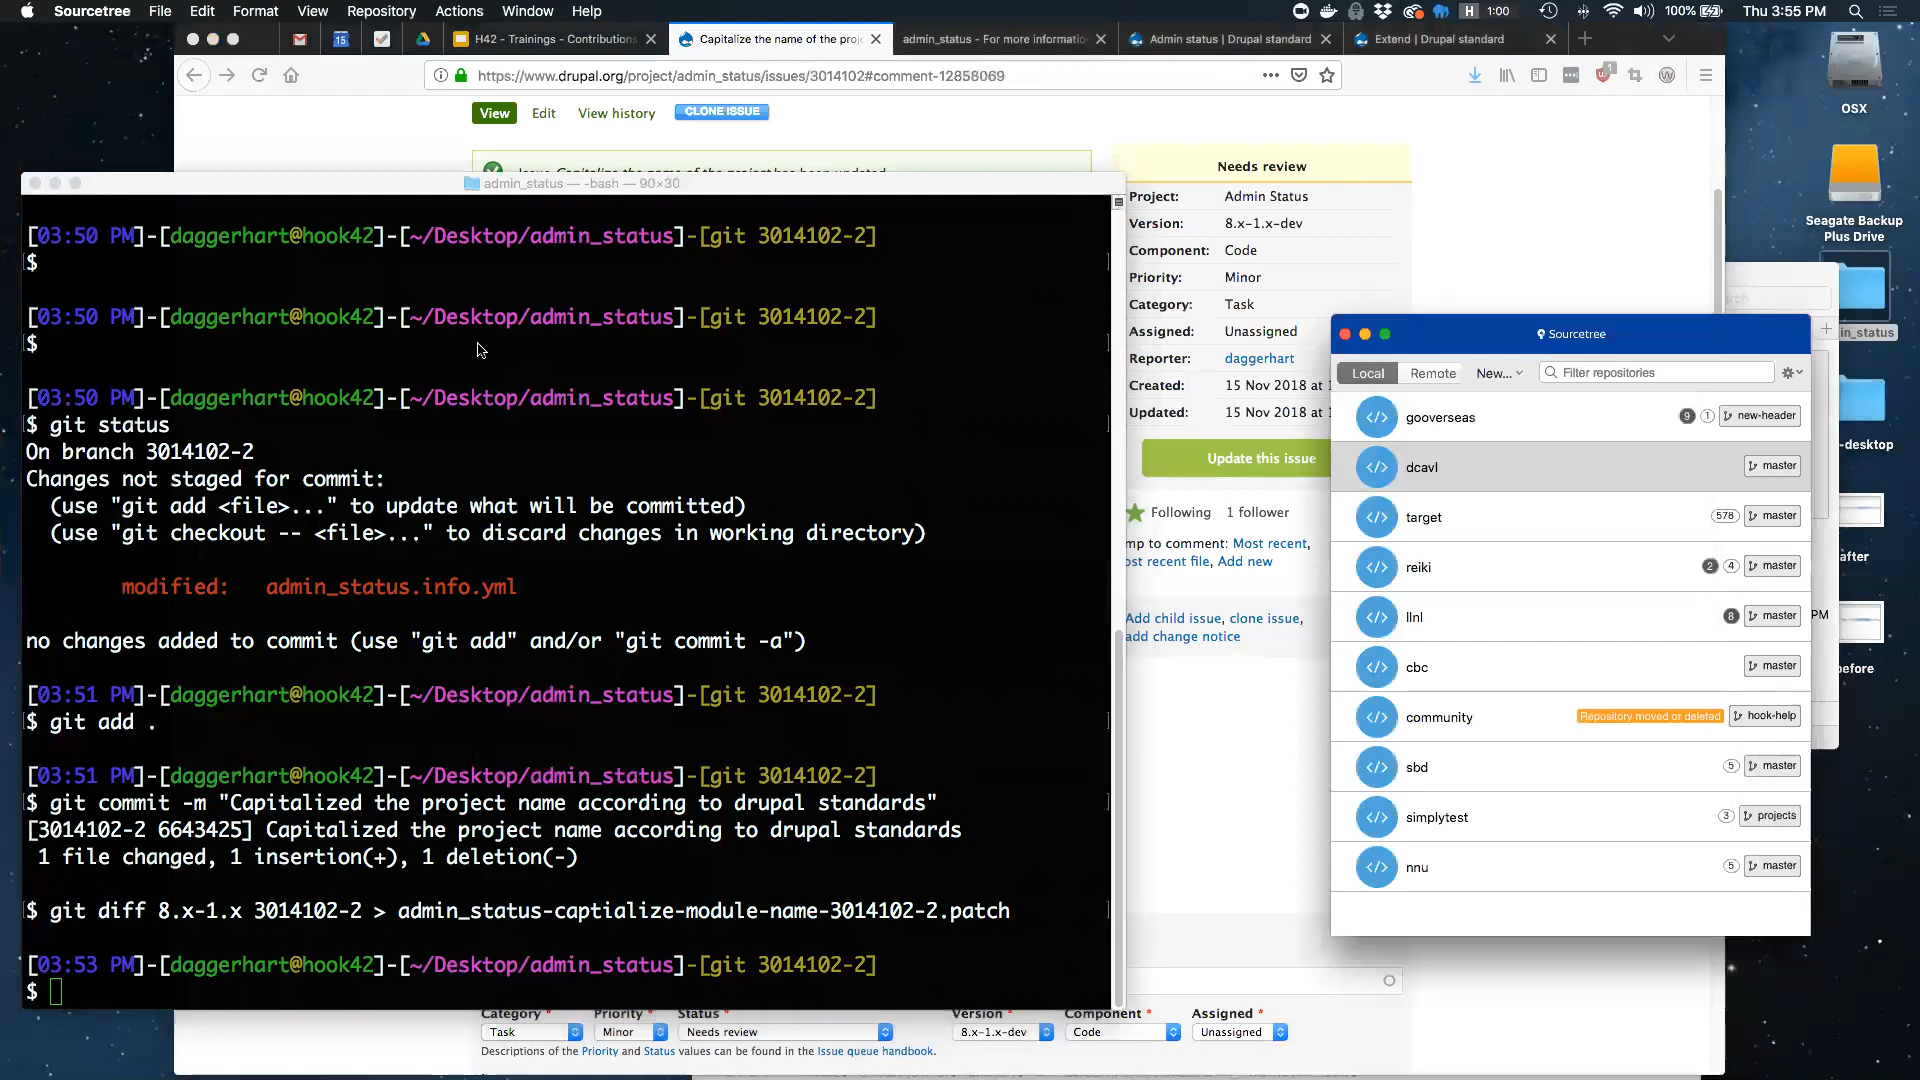 Sourcetree File Edit Format View Repository Actions Window Help 1:00 100% Thu 3:55 PM
H42 - Trainings - Contributions Capitalize the name of the proj admin_status - For more informatio Admin status | Drupal standard Extend | Drupal standard
https://www.drupal.org/project/admin_status/issues/3014102#comment-12858069
View Edit View history CLONE ISSUE
admin_status — -bash — 90×30
[03:50 PM]-[daggerhart@hook42]-[~/Desktop/admin_status]-[git 3014102-2]
$
[03:50 PM]-[daggerhart@hook42]-[~/Desktop/admin_status]-[git 3014102-2]
$
[03:50 PM]-[daggerhart@hook42]-[~/Desktop/admin_status]-[git 3014102-2]
$ git status
On branch 3014102-2
Changes not staged for commit:
(use "git add <file>..." to update what will be committed)
(use "git checkout -- <file>..." to discard changes in working directory)
modified: admin_status.info.yml
no changes added to commit (use "git add" and/or "git commit -a")
[03:51 PM]-[daggerhart@hook42]-[~/Desktop/admin_status]-[git 3014102-2]
$ git add .
[03:51 PM]-[daggerhart@hook42]-[~/Desktop/admin_status]-[git 3014102-2]
$ git commit -m "Capitalized the project name according to drupal standards"
[3014102-2 6643425] Capitalized the project name according to drupal standards
1 file changed, 1 insertion(+), 1 deletion(-)
$ git diff 8.x-1.x 3014102-2 > admin_status-captialize-module-name-3014102-2.patch
[03:53 PM]-[daggerhart@hook42]-[~/Desktop/admin_status]-[git 3014102-2]
$
Needs review
Project: Admin Status
Version: 8.x-1.x-dev
Component: Code
Priority: Minor
Category: Task
Assigned: Unassigned
Reporter: daggerhart
Created: 15 Nov 2018 at 1
Updated: 15 Nov 2018 at 1
Update this issue
Following 1 follower
mp to comment: Most recent,
ost recent file, Add new
Add child issue, clone issue,
add change notice
Category * Priority * Status * Version * Component * Assigned *
Task Minor Needs review 8.x-1.x-dev Code Unassigned
Descriptions of the Priority and Status values can be found in the Issue queue handbook.
Sourcetree
Local Remote New... Filter repositories
gooverseas 9 1 new-header
dcavl master
target 578 master
reiki 2 4 master
llnl 8 master
cbc master
community Repository moved or deleted hook-help
sbd 5 master
simplytest 3 projects
nnu 5 master
OSX
Seagate Backup
Plus Drive
in_status
-desktop
after
PM
before